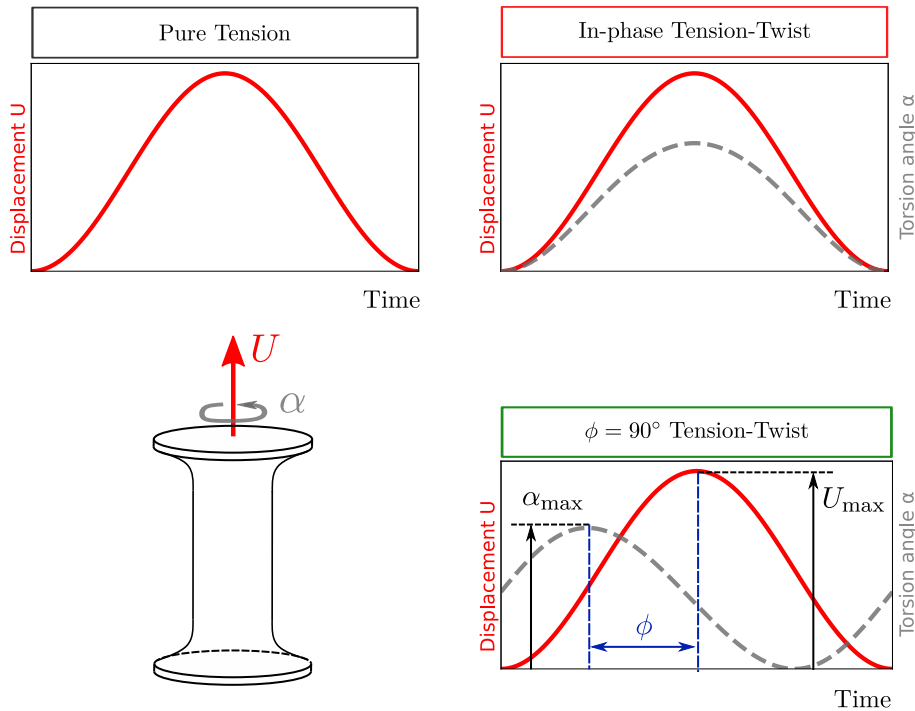 Pure Tension
Displacement U
Time
In-phase Tension-Twist
Displacement U
Torsion angle α
Time
U
α
ϕ = 90° Tension-Twist
Displacement U
α_max
U_max
ϕ
Torsion angle α
Time